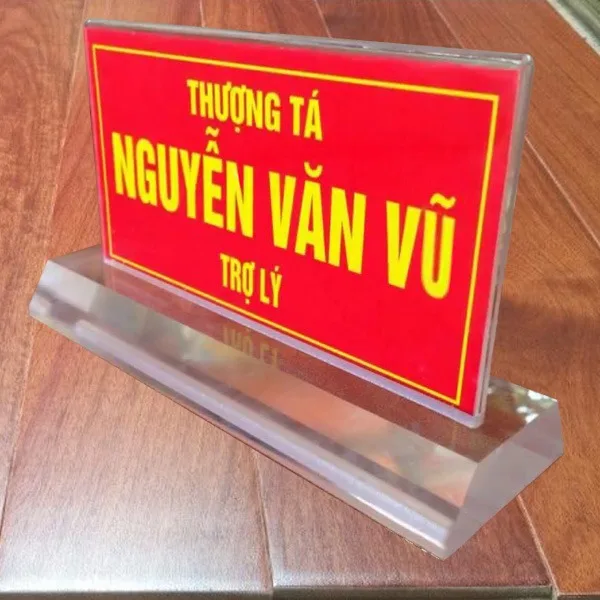 THƯỢNG TÁ
NGUYỄN VĂN VŨ
TRỢ LÝ